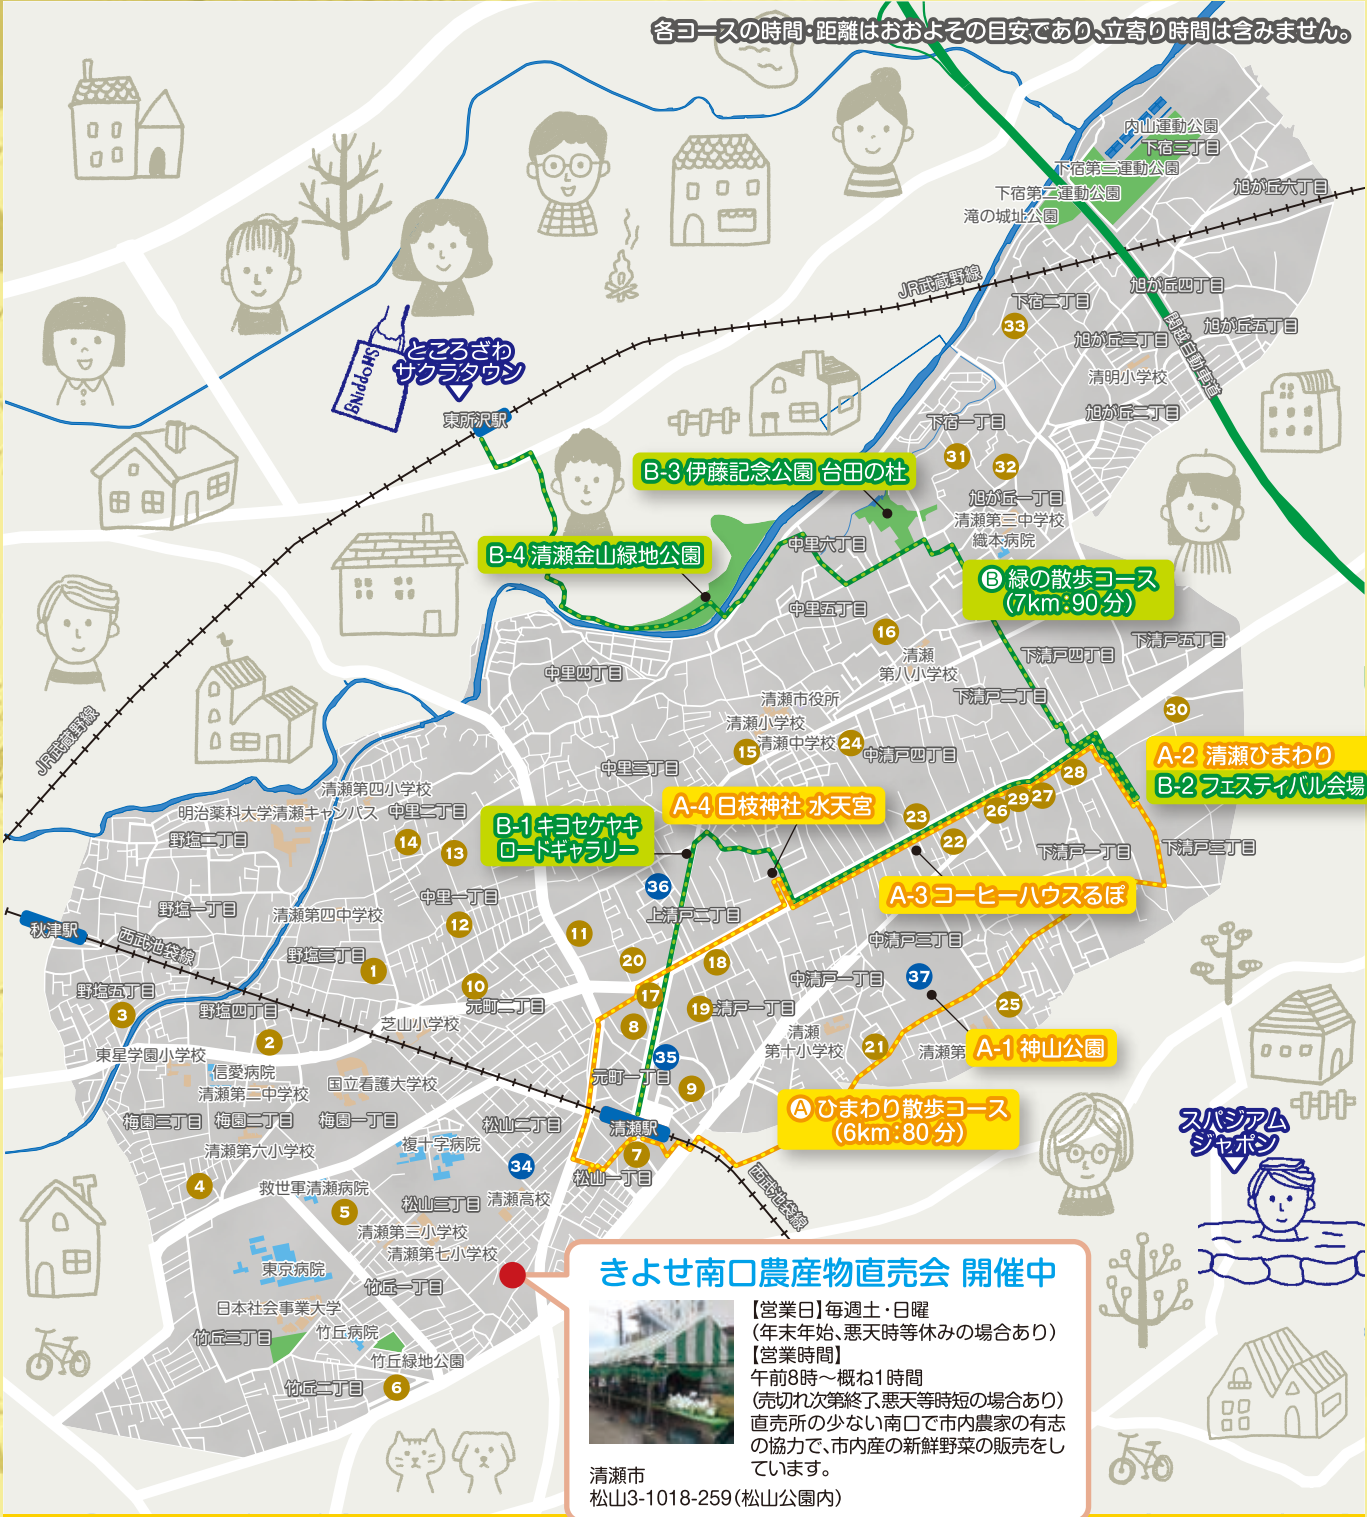 各コースの時間・距離はおおよその目安であり、立寄り時間は含みません。
内山運動公園
下宿三丁目
下宿第三運動公園
下宿第二運動公園
旭が丘六丁目
滝の城址公園
JR武蔵野線
下宿二丁目
旭が丘四丁目
33
旭が丘三丁目
旭が丘五丁目
関越自動車道
清明小学校
旭が丘二丁目
SHOPPING
ところざわ
サクラタウン
東所沢駅
下宿一丁目
31
32
旭が丘一丁目
清瀬第三中学校
織本病院
B-3 伊藤記念公園 台田の杜
B-4 清瀬金山緑地公園
中里六丁目
B 緑の散歩コース
(7km:90分)
中里五丁目
16
清瀬
第八小学校
下清戸五丁目
下清戸四丁目
下清戸二丁目
中里四丁目
清瀬市役所
清瀬小学校
15
清瀬中学校
24
中清戸四丁目
30
JR武蔵野線
中里三丁目
28
A-2 清瀬ひまわり
B-2 フェスティバル会場
清瀬第四小学校
明治薬科大学清瀬キャンパス
中里二丁目
野塩二丁目
14
13
B-1 キヨセケヤキ
ロードギャラリー
A-4 日枝神社 水天宮
23
26
29
27
22
下清戸一丁目
下清戸三丁目
A-3 コーヒーハウスるぽ
36
中里一丁目
野塩一丁目
清瀬第四中学校
上清戸二丁目
12
11
秋津駅
西武池袋線
野塩三丁目
1
20
18
中清戸三丁目
中清戸一丁目
37
野塩五丁目
3
野塩四丁目
10
元町二丁目
17
19
上清戸一丁目
25
芝山小学校
8
清瀬
第十小学校
21
清瀬第
A-1 神山公園
2
東星学園小学校
信愛病院
清瀬第二中学校
国立看護大学校
35
元町一丁目
9
A ひまわり散歩コース
(6km:80分)
梅園三丁目
梅園二丁目
梅園一丁目
松山二丁目
清瀬駅
清瀬第六小学校
複十字病院
7
34
松山一丁目
西武池袋線
スパジアム
ジャポン
4
救世軍清瀬病院
5
松山三丁目
清瀬高校
清瀬第三小学校
清瀬第七小学校
東京病院
竹丘一丁目
日本社会事業大学
竹丘三丁目
竹丘病院
竹丘緑地公園
竹丘二丁目
6
きよせ南口農産物直売会 開催中
【営業日】毎週土・日曜
(年末年始、悪天時等休みの場合あり)
【営業時間】
午前8時～概ね1時間
(売切れ次第終了、悪天等時短の場合あり)
直売所の少ない南口で市内農家の有志
の協力で、市内産の新鮮野菜の販売をし
ています。
清瀬市
松山3-1018-259(松山公園内)